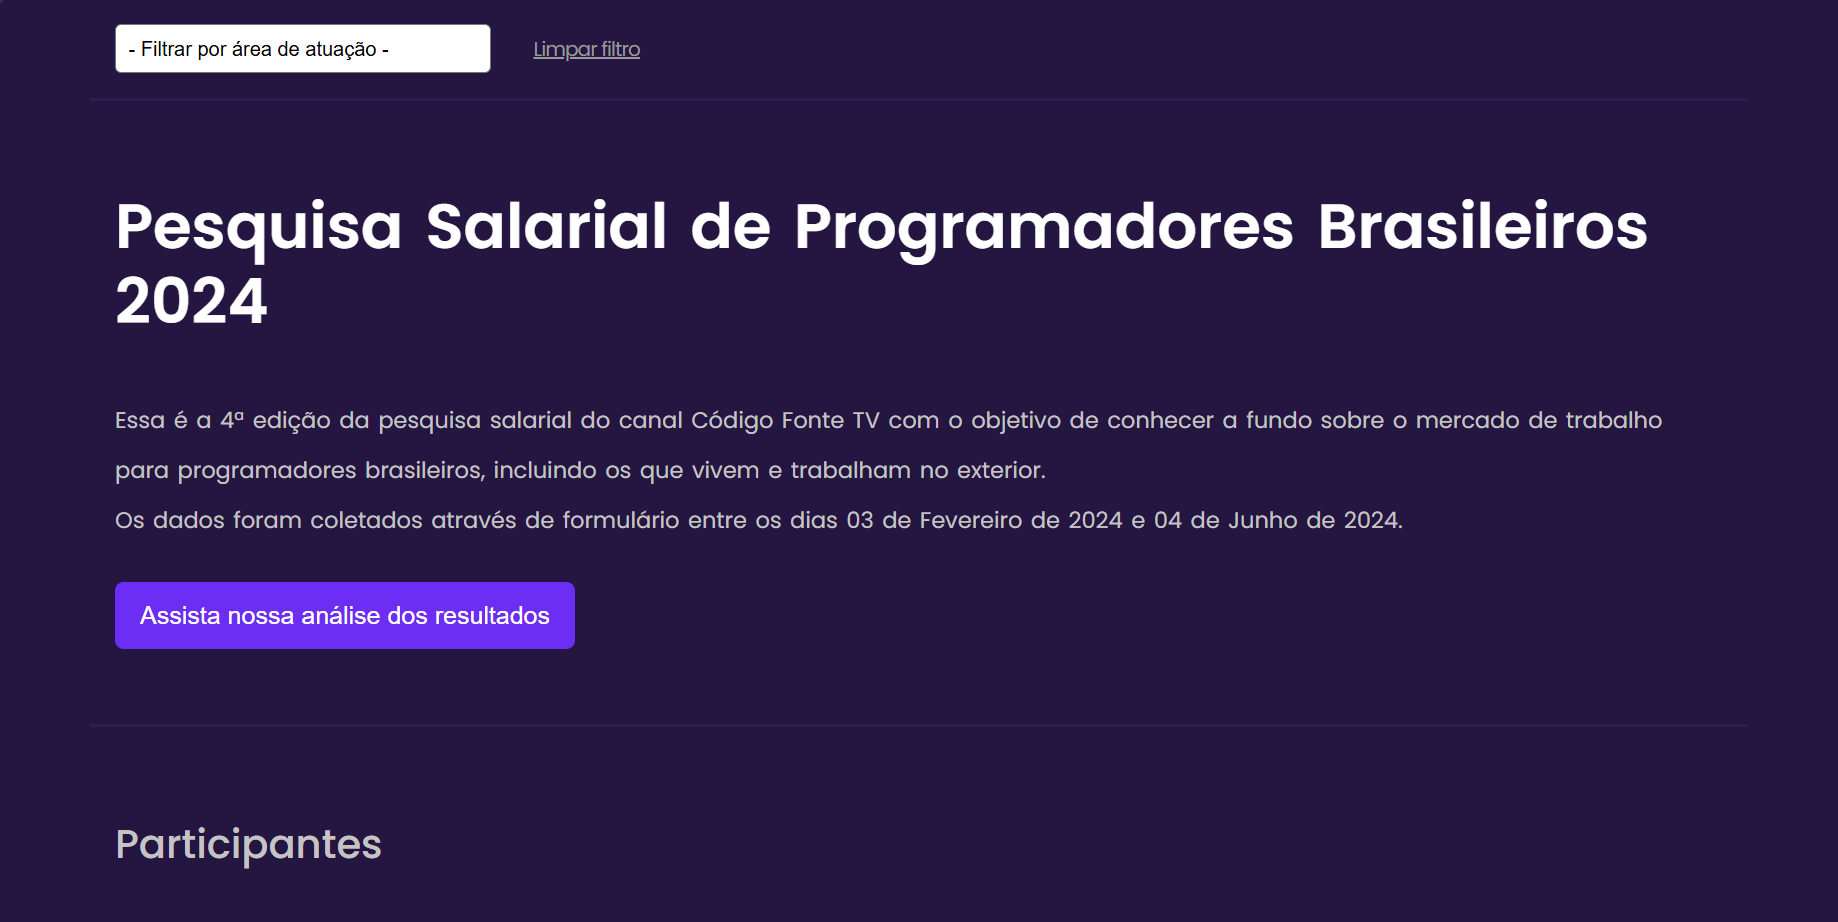 - Filtrar por área de atuação -
Limpar filtro
Pesquisa Salarial de Programadores Brasileiros
2024
Essa é a 4ª edição da pesquisa salarial do canal Código Fonte TV com o objetivo de conhecer a fundo sobre o mercado de trabalho
para programadores brasileiros, incluindo os que vivem e trabalham no exterior.
Os dados foram coletados através de formulário entre os dias 03 de Fevereiro de 2024 e 04 de Junho de 2024.
Assista nossa análise dos resultados
Participantes